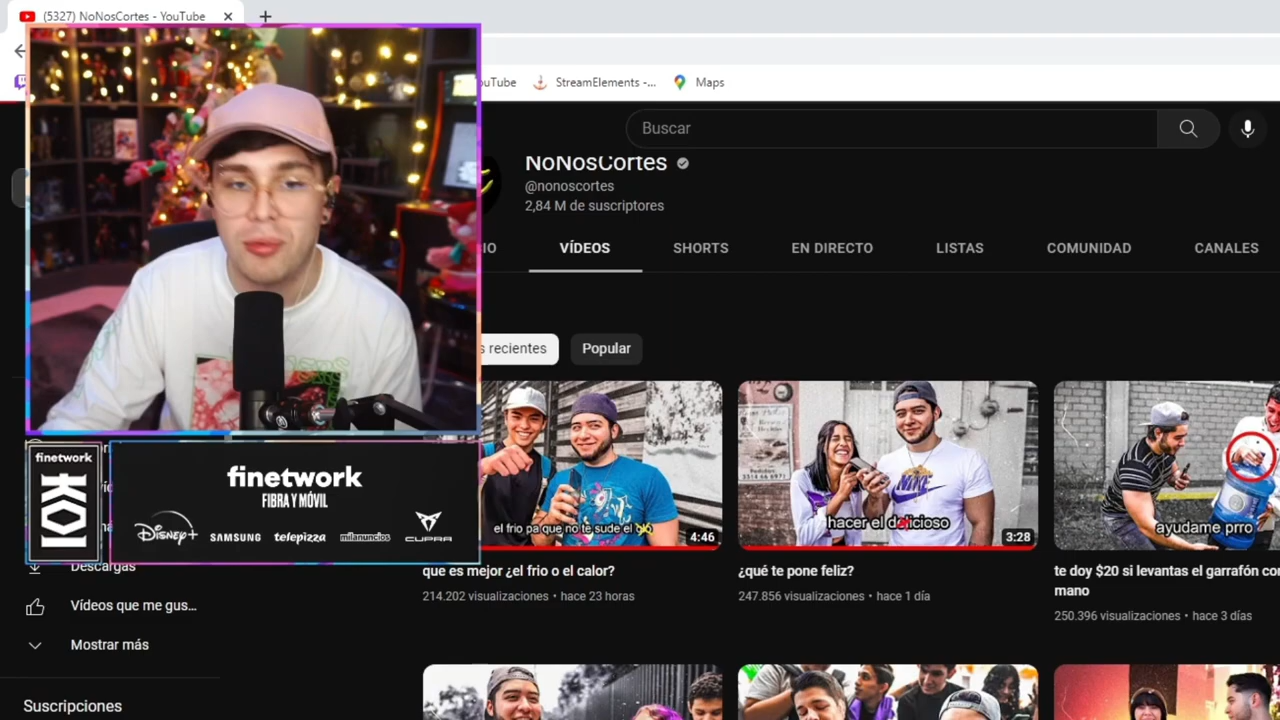 (5327) NoNosCortes - YouTube
StreamElements -...
Maps
Buscar
NoNosCortes
@nonoscortes
2,84 M de suscriptores
VÍDEOS
SHORTS
EN DIRECTO
LISTAS
COMUNIDAD
CANALES
recientes
Popular
finetwork
KOI
finetwork
FIBRA Y MÓVIL
Disney+
SAMSUNG
telepizza
milanuncios
CUPRA
el frio pa que no te sude el
4:46
hacer el delicioso
3:28
ayudame prro
que es mejor ¿el frio o el calor?
214.202 visualizaciones • hace 23 horas
¿qué te pone feliz?
247.856 visualizaciones • hace 1 día
te doy $20 si levantas el garrafón
mano
250.396 visualizaciones • hace 3 días
Descargas
Vídeos que me gus...
Mostrar más
Suscripciones